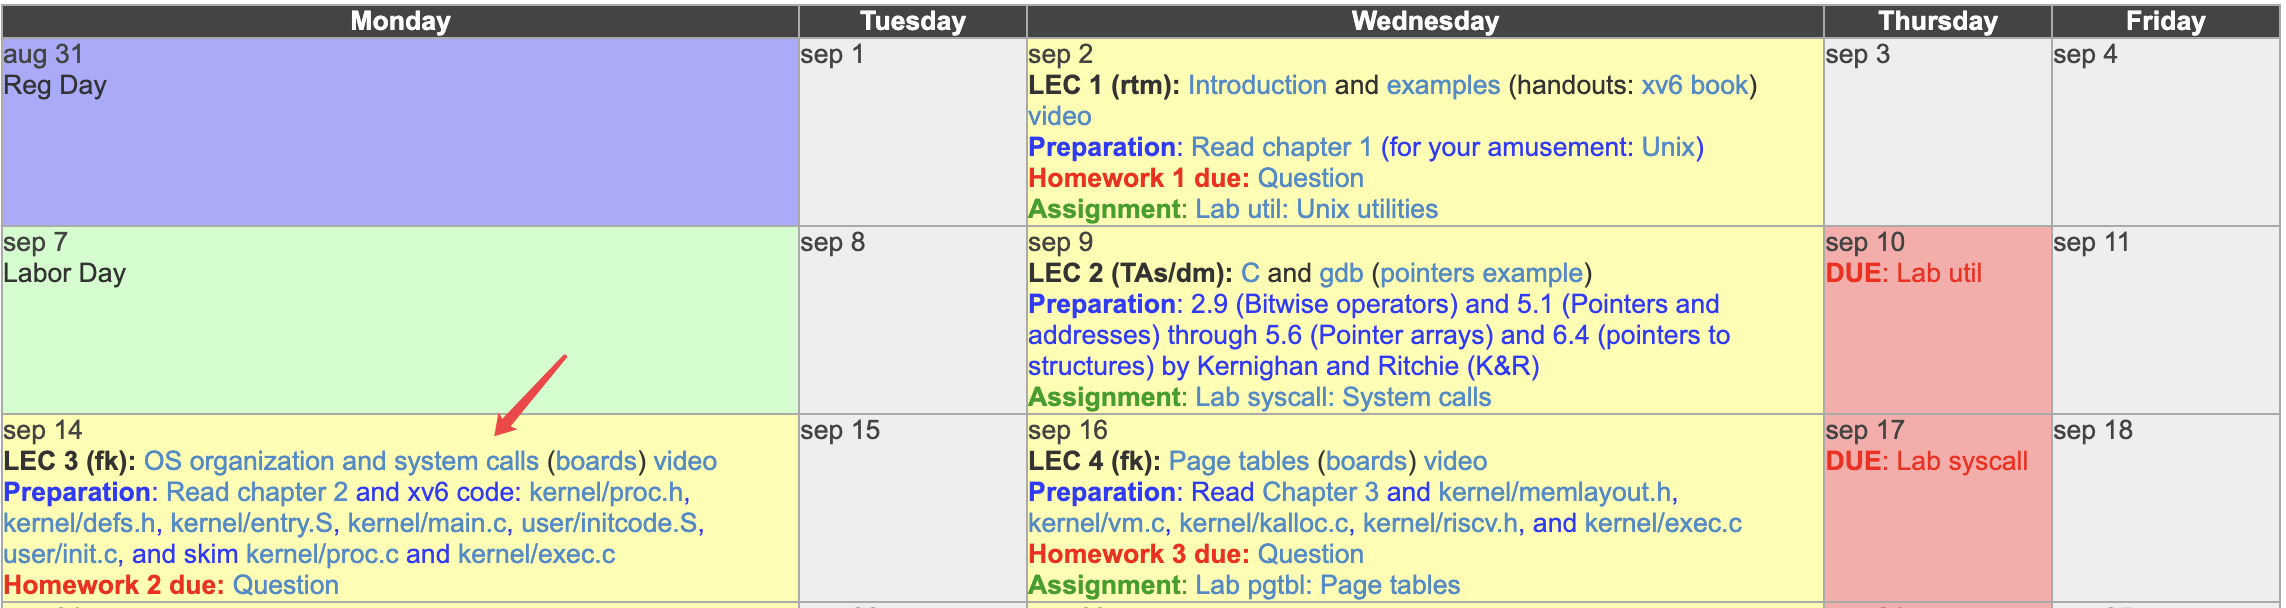 Monday Tuesday Wednesday Thursday Friday
aug 31
Reg Day
sep 1
sep 2
LEC 1 (rtm): Introduction and examples (handouts: xv6 book)
video
Preparation: Read chapter 1 (for your amusement: Unix)
Homework 1 due: Question
Assignment: Lab util: Unix utilities
sep 3
sep 4
sep 7
Labor Day
sep 8
sep 9
LEC 2 (TAs/dm): C and gdb (pointers example)
Preparation: 2.9 (Bitwise operators) and 5.1 (Pointers and
addresses) through 5.6 (Pointer arrays) and 6.4 (pointers to
structures) by Kernighan and Ritchie (K&R)
Assignment: Lab syscall: System calls
sep 10
DUE: Lab util
sep 11
sep 14
LEC 3 (fk): OS organization and system calls (boards) video
Preparation: Read chapter 2 and xv6 code: kernel/proc.h,
kernel/defs.h, kernel/entry.S, kernel/main.c, user/initcode.S,
user/init.c, and skim kernel/proc.c and kernel/exec.c
Homework 2 due: Question
sep 15
sep 16
LEC 4 (fk): Page tables (boards) video
Preparation: Read Chapter 3 and kernel/memlayout.h,
kernel/vm.c, kernel/kalloc.c, kernel/riscv.h, and kernel/exec.c
Homework 3 due: Question
Assignment: Lab pgtbl: Page tables
sep 17
DUE: Lab syscall
sep 18